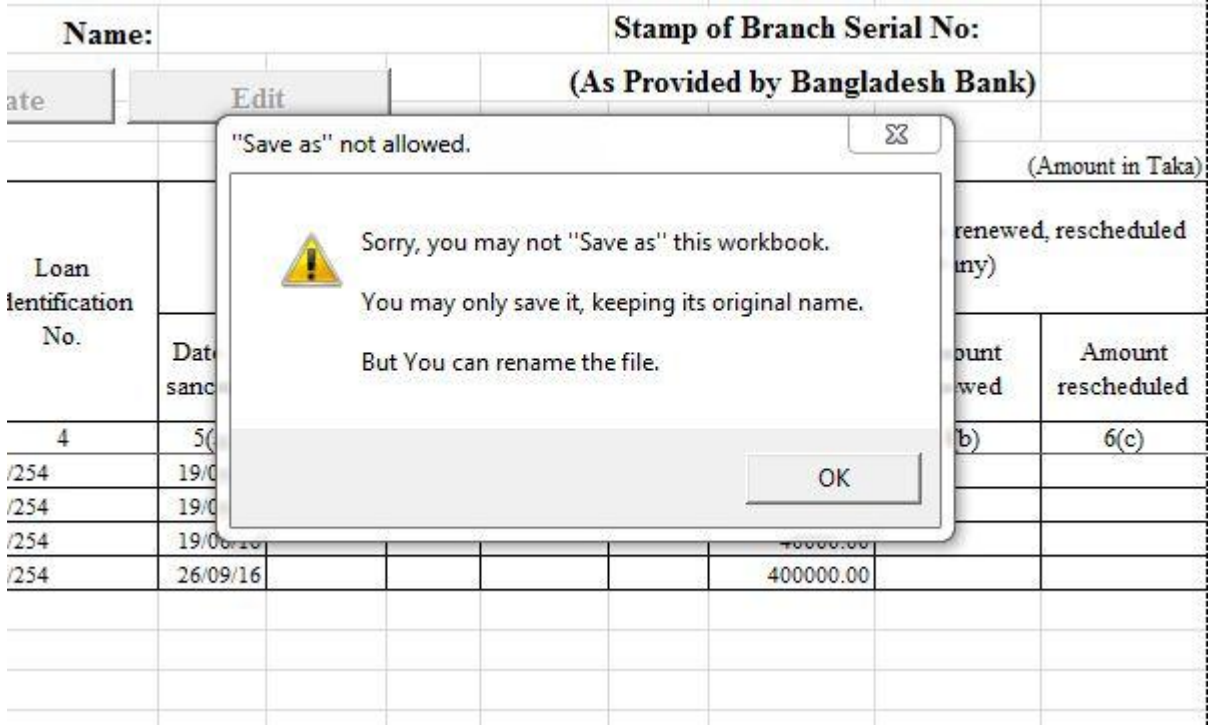 Name:
Stamp of Branch Serial No:
ate
Edit
(As Provided by Bangladesh Bank)
"Save as" not allowed.
(Amount in Taka)
Sorry, you may not "Save as" this workbook.
You may only save it, keeping its original name.
But You can rename the file.
OK
Loan
dentification
No.
renewed, rescheduled
any)
Date
sanc
ount
wed
Amount
rescheduled
4
5(
b)
6(c)
/254
19/0
/254
19/0
/254
/254
26/09/16
400000.00